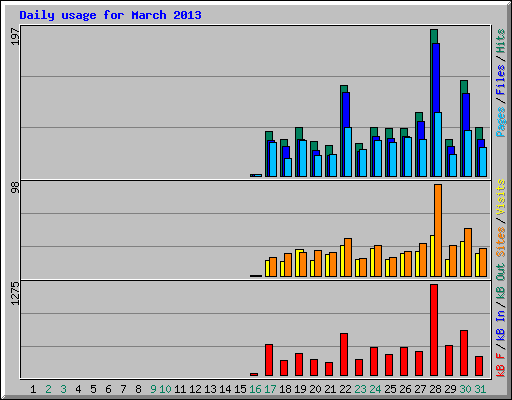 Daily usage for March 2013
197
Pages / Files / Hits
98
Sites / Visits
1275
kB F / kB In / kB Out
1 2 3 4 5 6 7 8 9 10 11 12 13 14 15 16 17 18 19 20 21 22 23 24 25 26 27 28 29 30 31